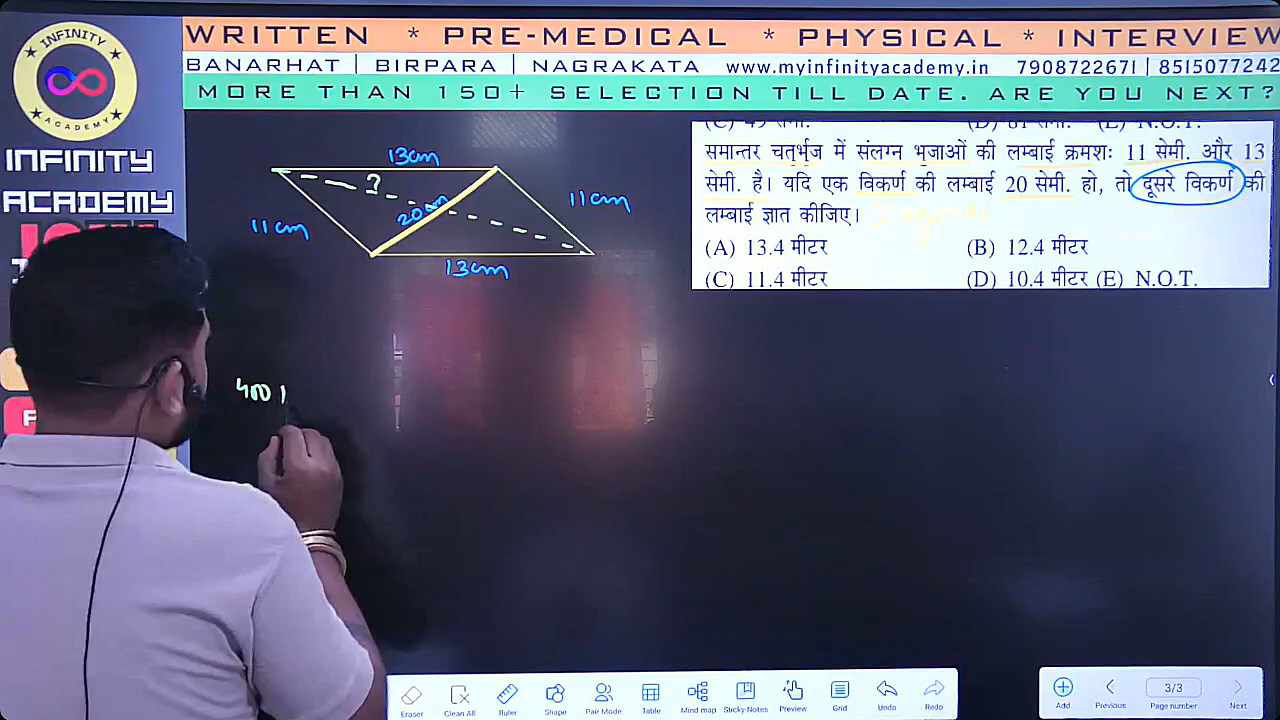 WRITTEN * PRE-MEDICAL * PHYSICAL * INTERVIEW
BANARHAT | BIRPARA | NAGRAKATA www.myinfinityacademy.in 7908722671 | 8515077242
MORE THAN 150+ SELECTION TILL DATE. ARE YOU NEXT?
INFINITY
ACADEMY
INFINITY
ACADEMY
समान्तर चतुर्भुज में संलग्न भुजाओं की लम्बाई क्रमशः 11 सेमी. और 13
सेमी. है। यदि एक विकर्ण की लम्बाई 20 सेमी. हो, तो दूसरे विकर्ण की
लम्बाई ज्ञात कीजिए।
(A) 13.4 मीटर (B) 12.4 मीटर
(C) 11.4 मीटर (D) 10.4 मीटर (E) N.O.T.
13cm
?
20cm
11cm
11cm
13cm
400
Eraser Clean All Ruler Shape Pair Mode Table Mind map Sticky Notes Preview Grid Undo Redo
Add Previous 3/3 Page number Next